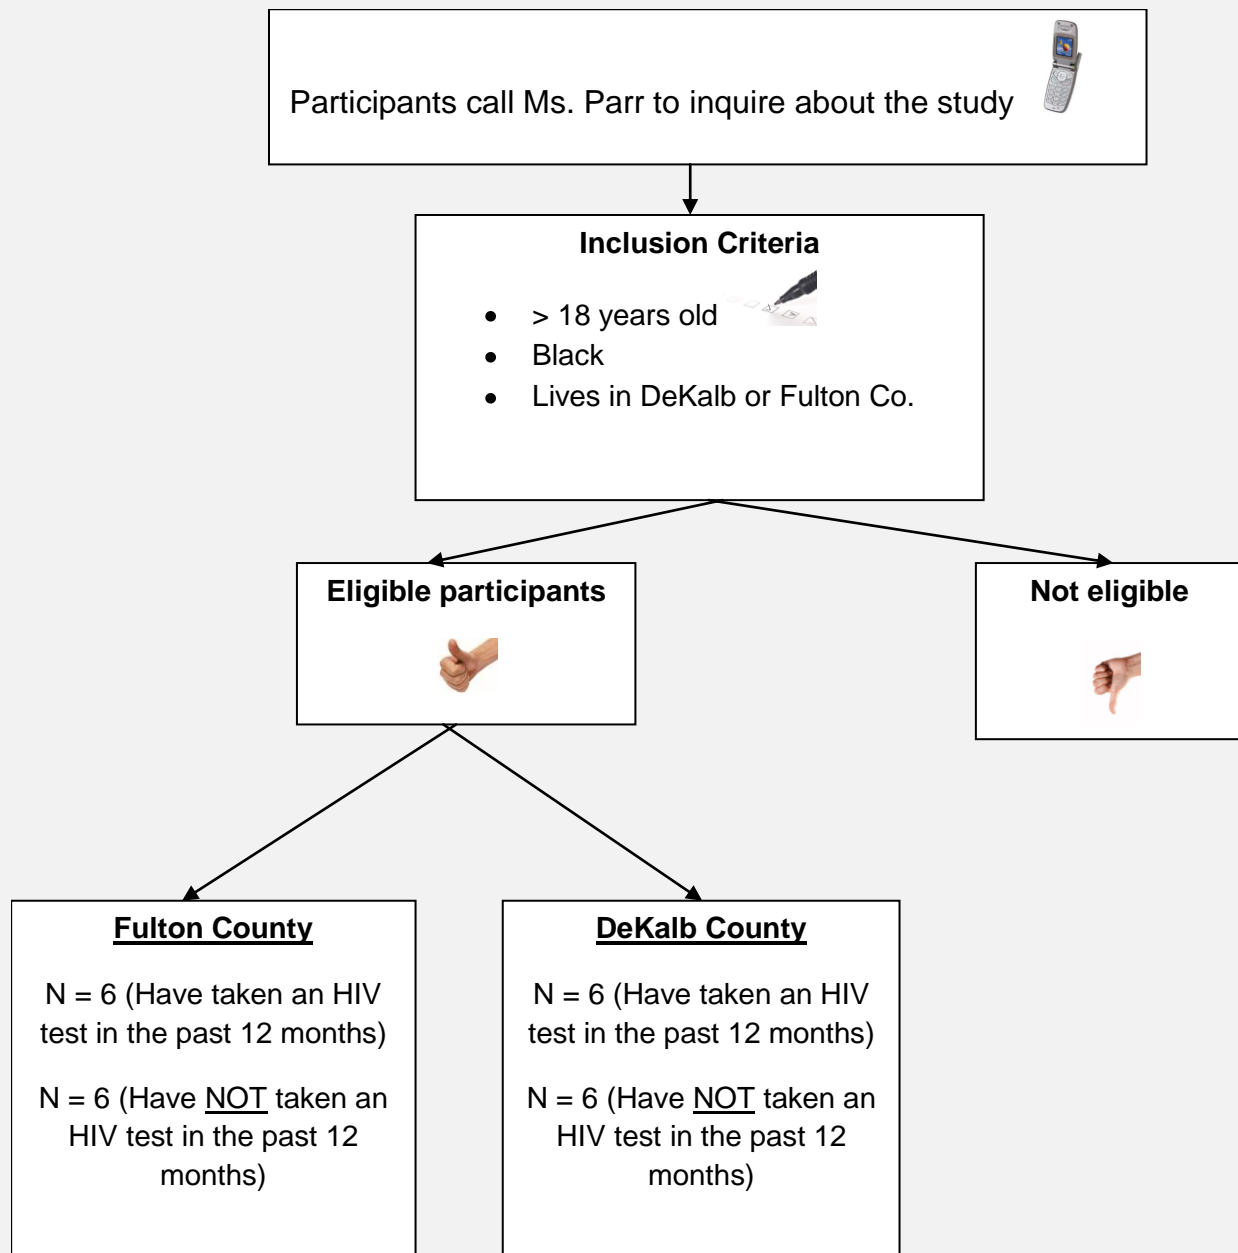 Participants call Ms. Parr to inquire about the study
Inclusion Criteria
• > 18 years old
• Black
• Lives in DeKalb or Fulton Co.
Eligible participants
Not eligible
Fulton County
N = 6 (Have taken an HIV
test in the past 12 months)
N = 6 (Have NOT taken an
HIV test in the past 12
months)
DeKalb County
N = 6 (Have taken an HIV
test in the past 12 months)
N = 6 (Have NOT taken an
HIV test in the past 12
months)